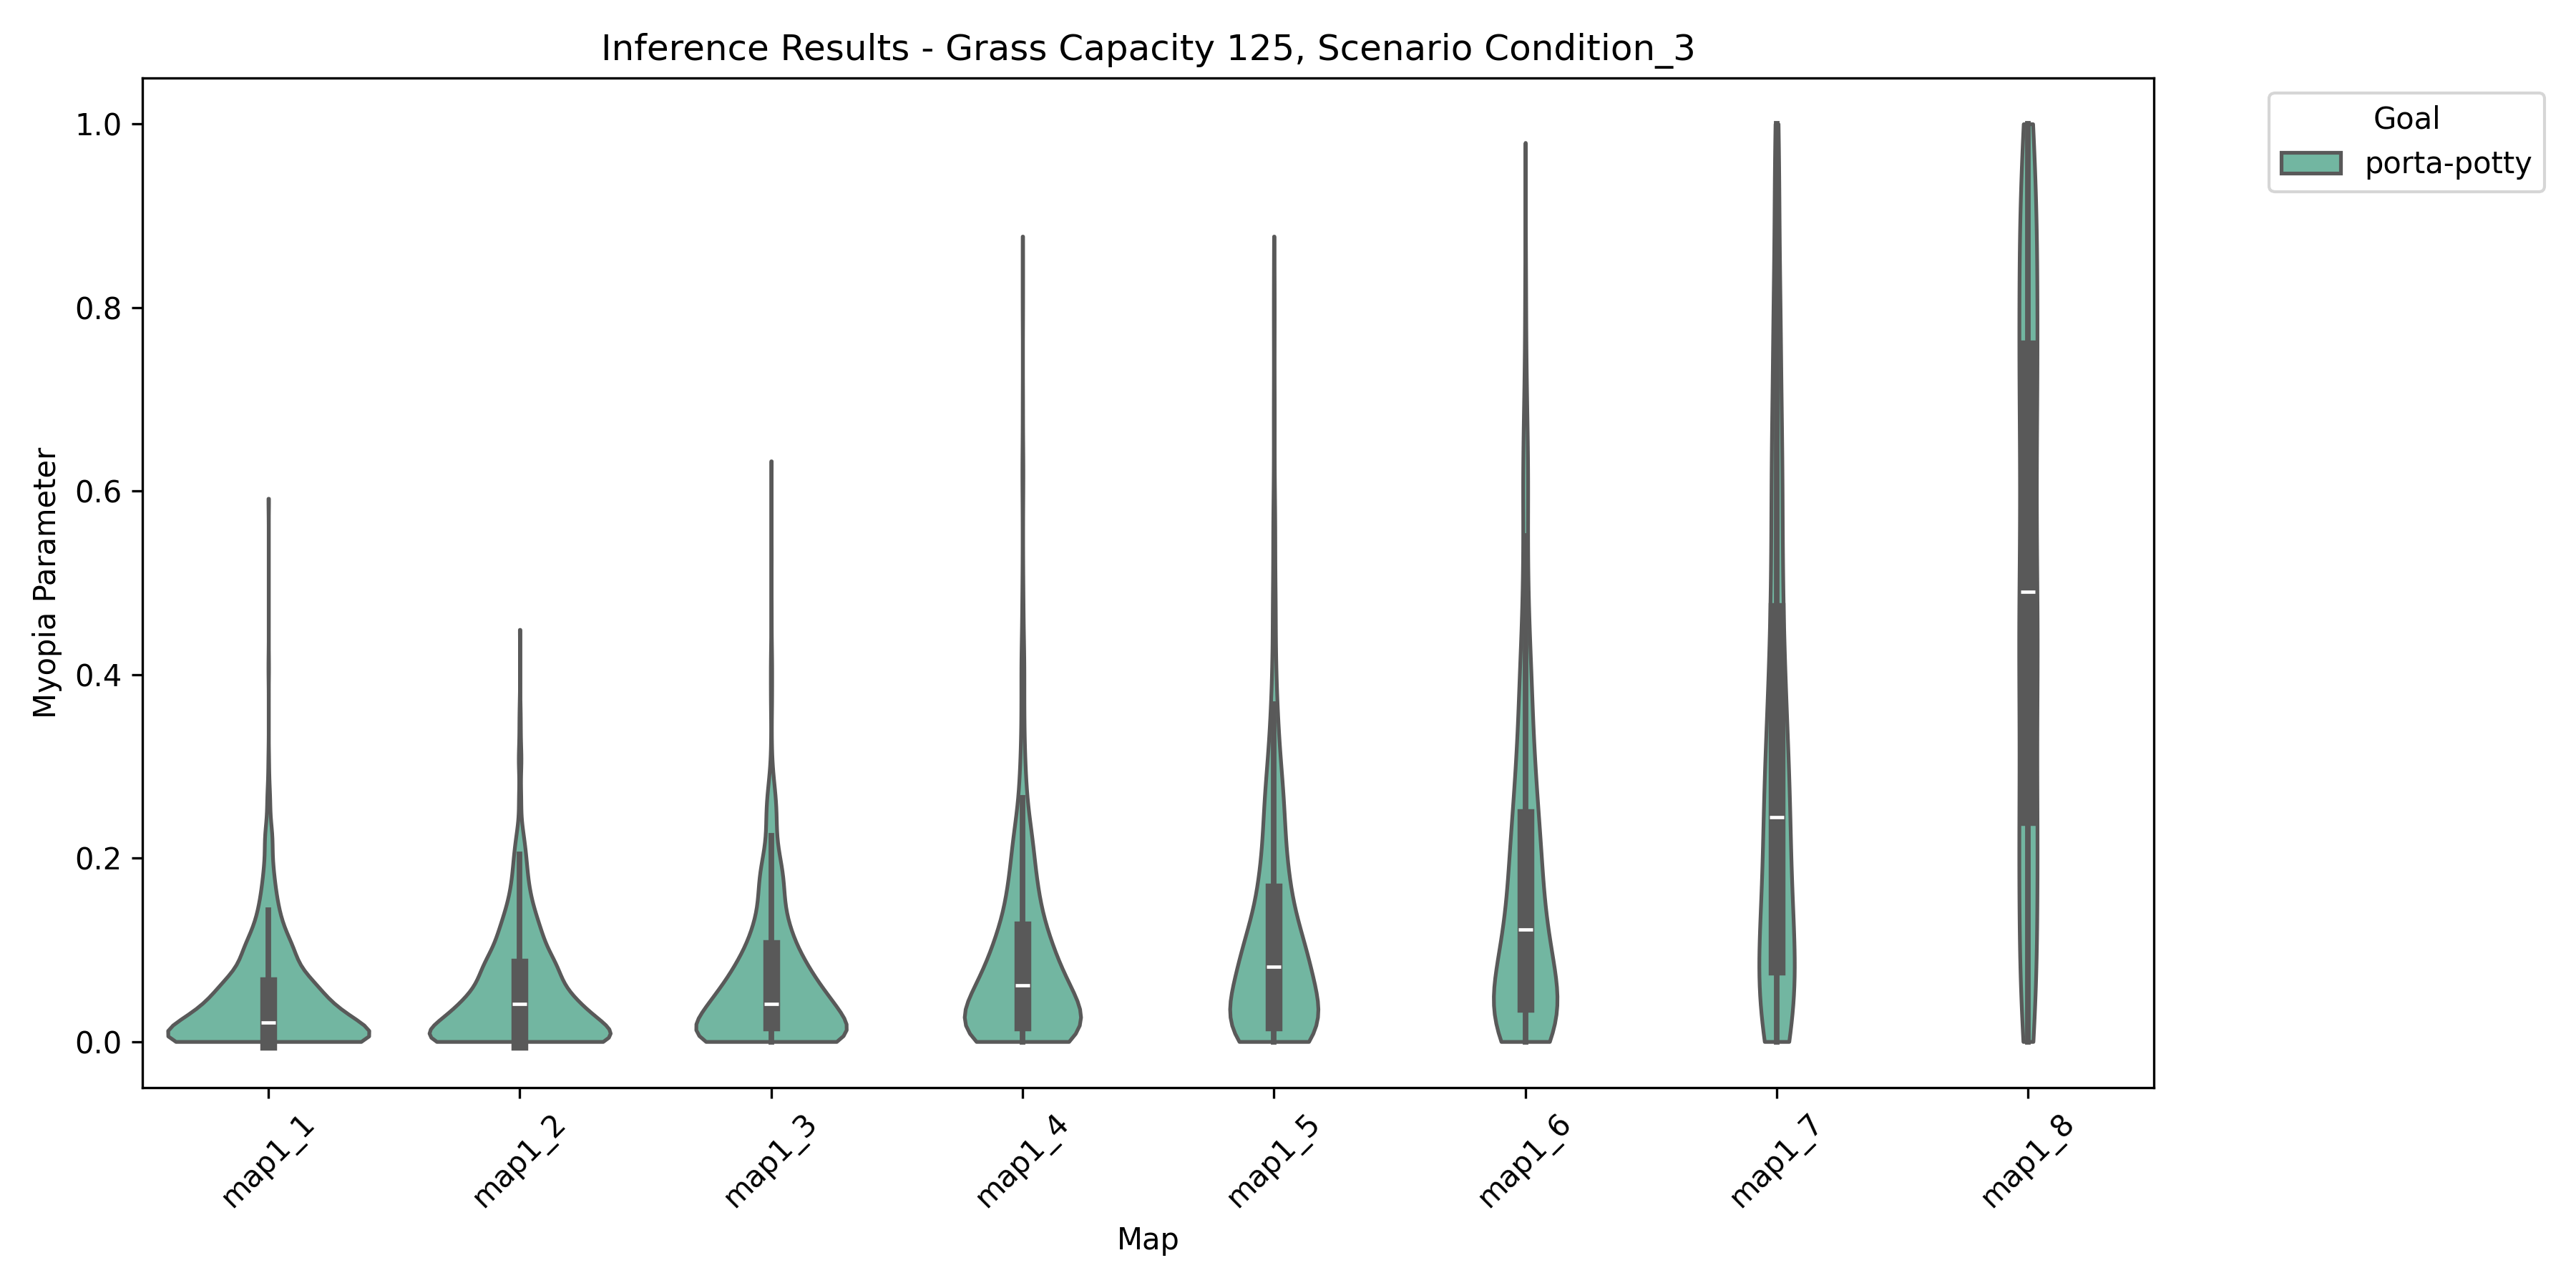 Inference Results - Grass Capacity 125, Scenario Condition_3
Goal
porta-potty
Myopia Parameter
1.0
0.8
0.6
0.4
0.2
0.0
map1_1
map1_2
map1_3
map1_4
map1_5
map1_6
map1_7
map1_8
Map